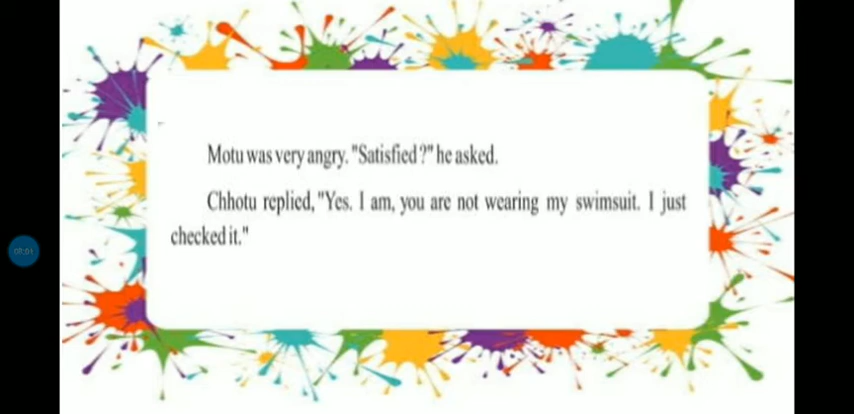 Motu was very angry. "Satisfied ?" he asked.
Chhotu replied, "Yes. I am, you are not wearing my swimsuit. I just
checked it."